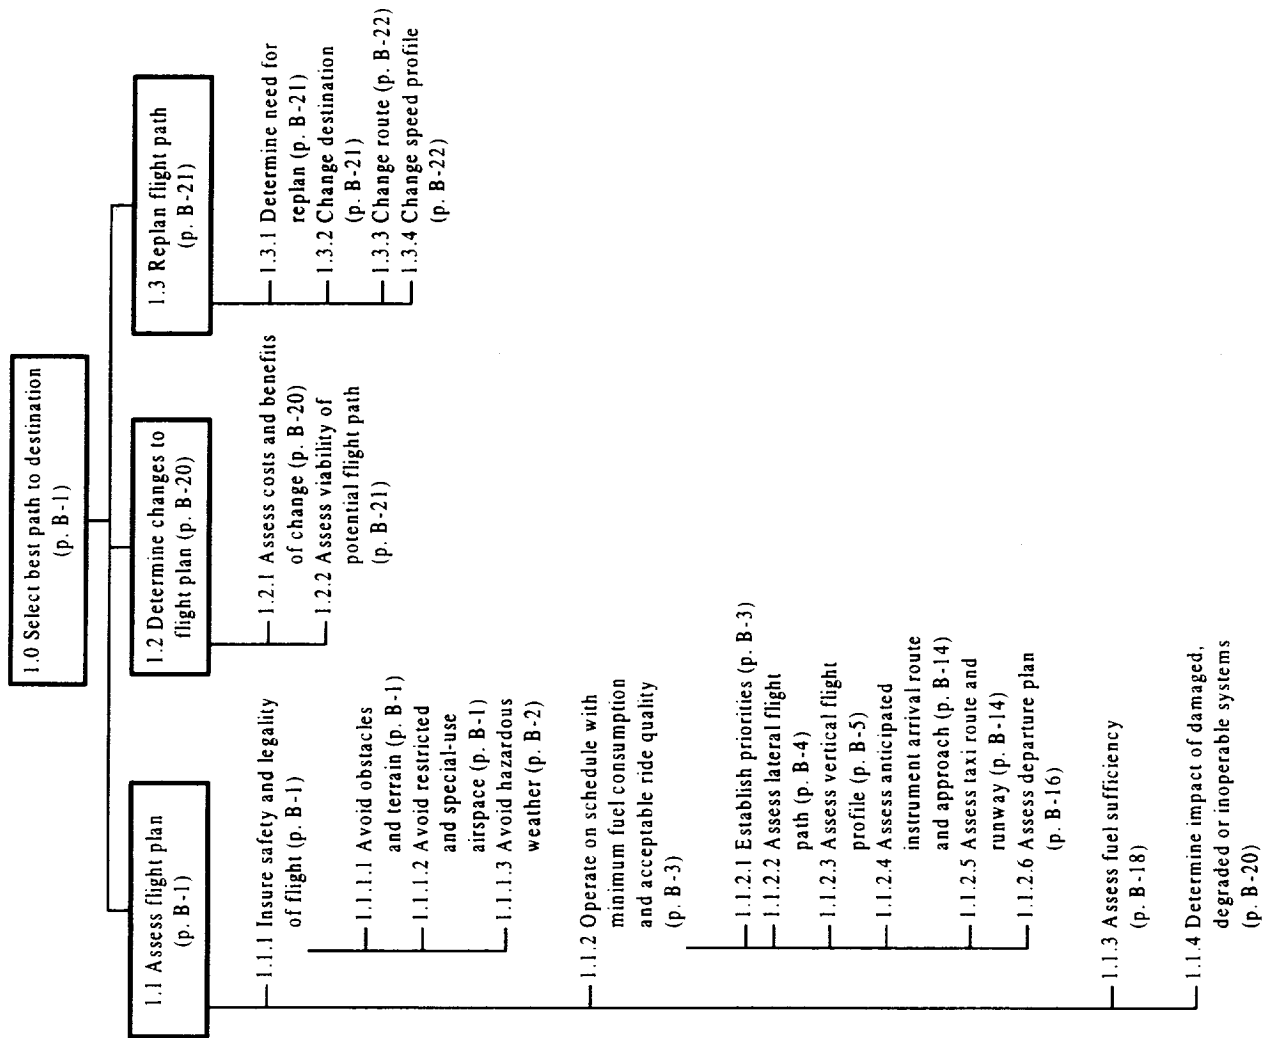 1.0 Select best path to destination
(p. B-1)
1.1 Assess flight plan
(p. B-1)
1.1.1 Insure safety and legality
of flight (p. B-1)
1.1.1.1 Avoid obstacles
and terrain (p. B-1)
1.1.1.2 Avoid restricted
and special-use
airspace (p. B-1)
1.1.1.3 Avoid hazardous
weather (p. B-2)
1.1.2 Operate on schedule with
minimum fuel consumption
and acceptable ride quality
(p. B-3)
1.1.2.1 Establish priorities (p. B-3)
1.1.2.2 Assess lateral flight
path (p. B-4)
1.1.2.3 Assess vertical flight
profile (p. B-5)
1.1.2.4 Assess anticipated
instrument arrival route
and approach (p. B-14)
1.1.2.5 Assess taxi route and
runway (p. B-14)
1.1.2.6 Assess departure plan
(p. B-16)
1.1.3 Assess fuel sufficiency
(p. B-18)
1.1.4 Determine impact of damaged,
degraded or inoperable systems
(p. B-20)
1.2 Determine changes to
flight plan (p. B-20)
1.2.1 Assess costs and benefits
of change (p. B-20)
1.2.2 Assess viability of
potential flight path
(p. B-21)
1.3 Replan flight path
(p. B-21)
1.3.1 Determine need for
replan (p. B-21)
1.3.2 Change destination
(p. B-21)
1.3.3 Change route (p. B-22)
1.3.4 Change speed profile
(p. B-22)